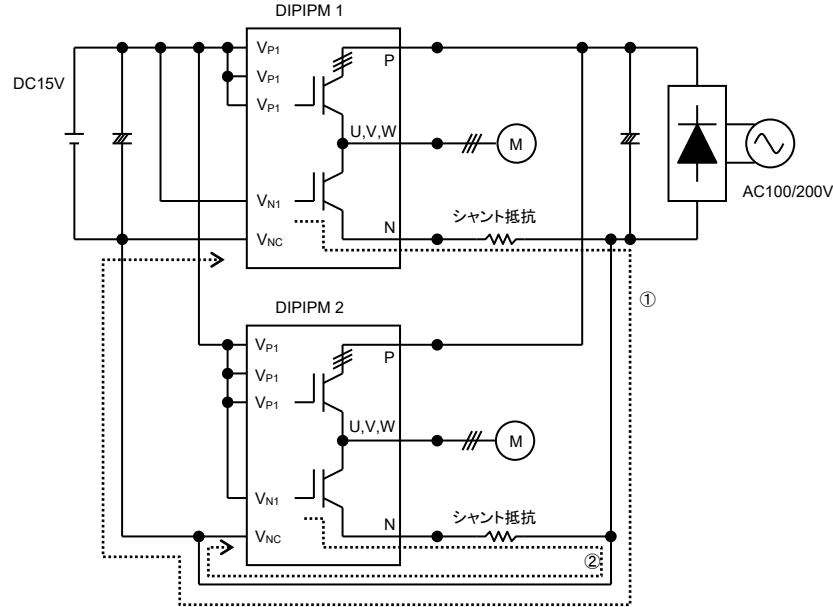 DIPIPM 1
VP1
P
VP1
DC15V
VP1
U,V,W
M
AC100/200V
VN1
シャント抵抗
N
VNC
①
DIPIPM 2
VP1
P
VP1
VP1
U,V,W
M
VN1
シャント抵抗
N
VNC
②